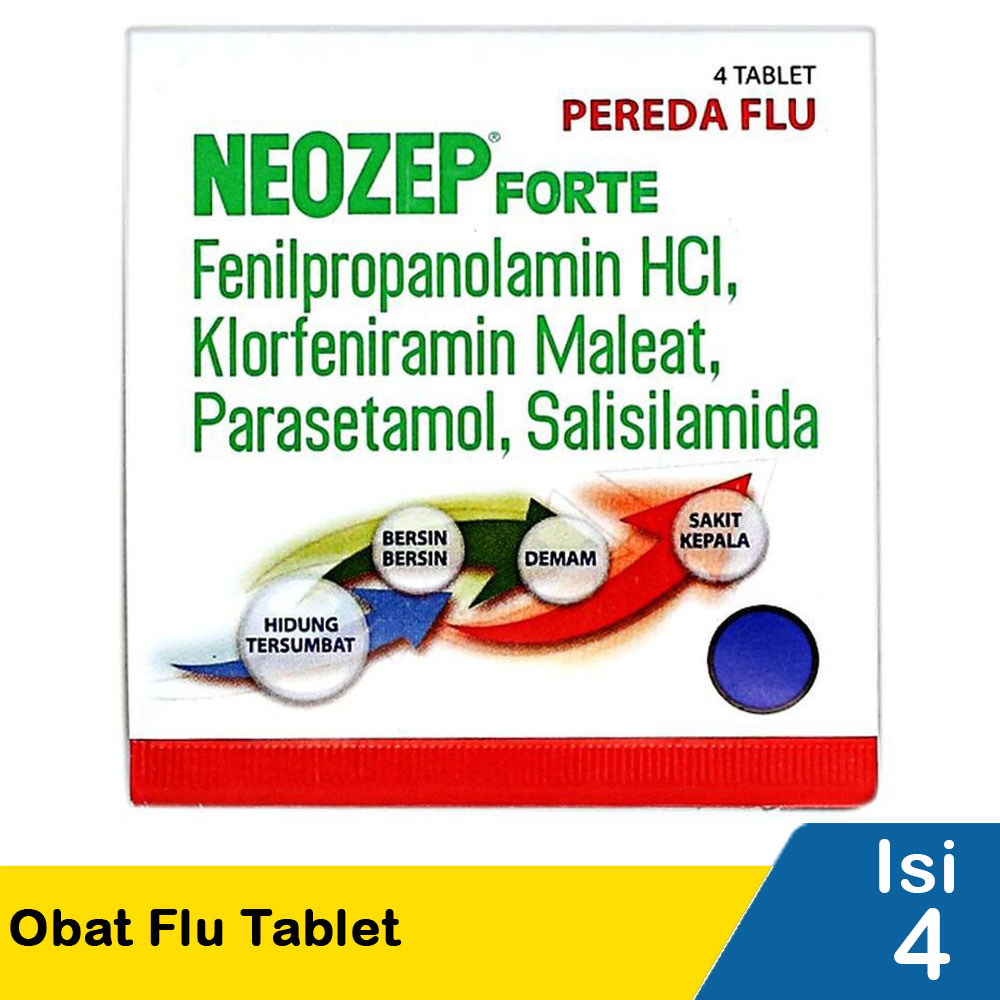 4 TABLET
PEREDA FLU
NEOZEP® FORTE
Fenilpropanolamin HCl,
Klorfeniramin Maleat,
Parasetamol, Salisilamida
HIDUNG
TERSUMBAT
BERSIN
BERSIN
DEMAM
SAKIT
KEPALA
Obat Flu Tablet
Isi
4